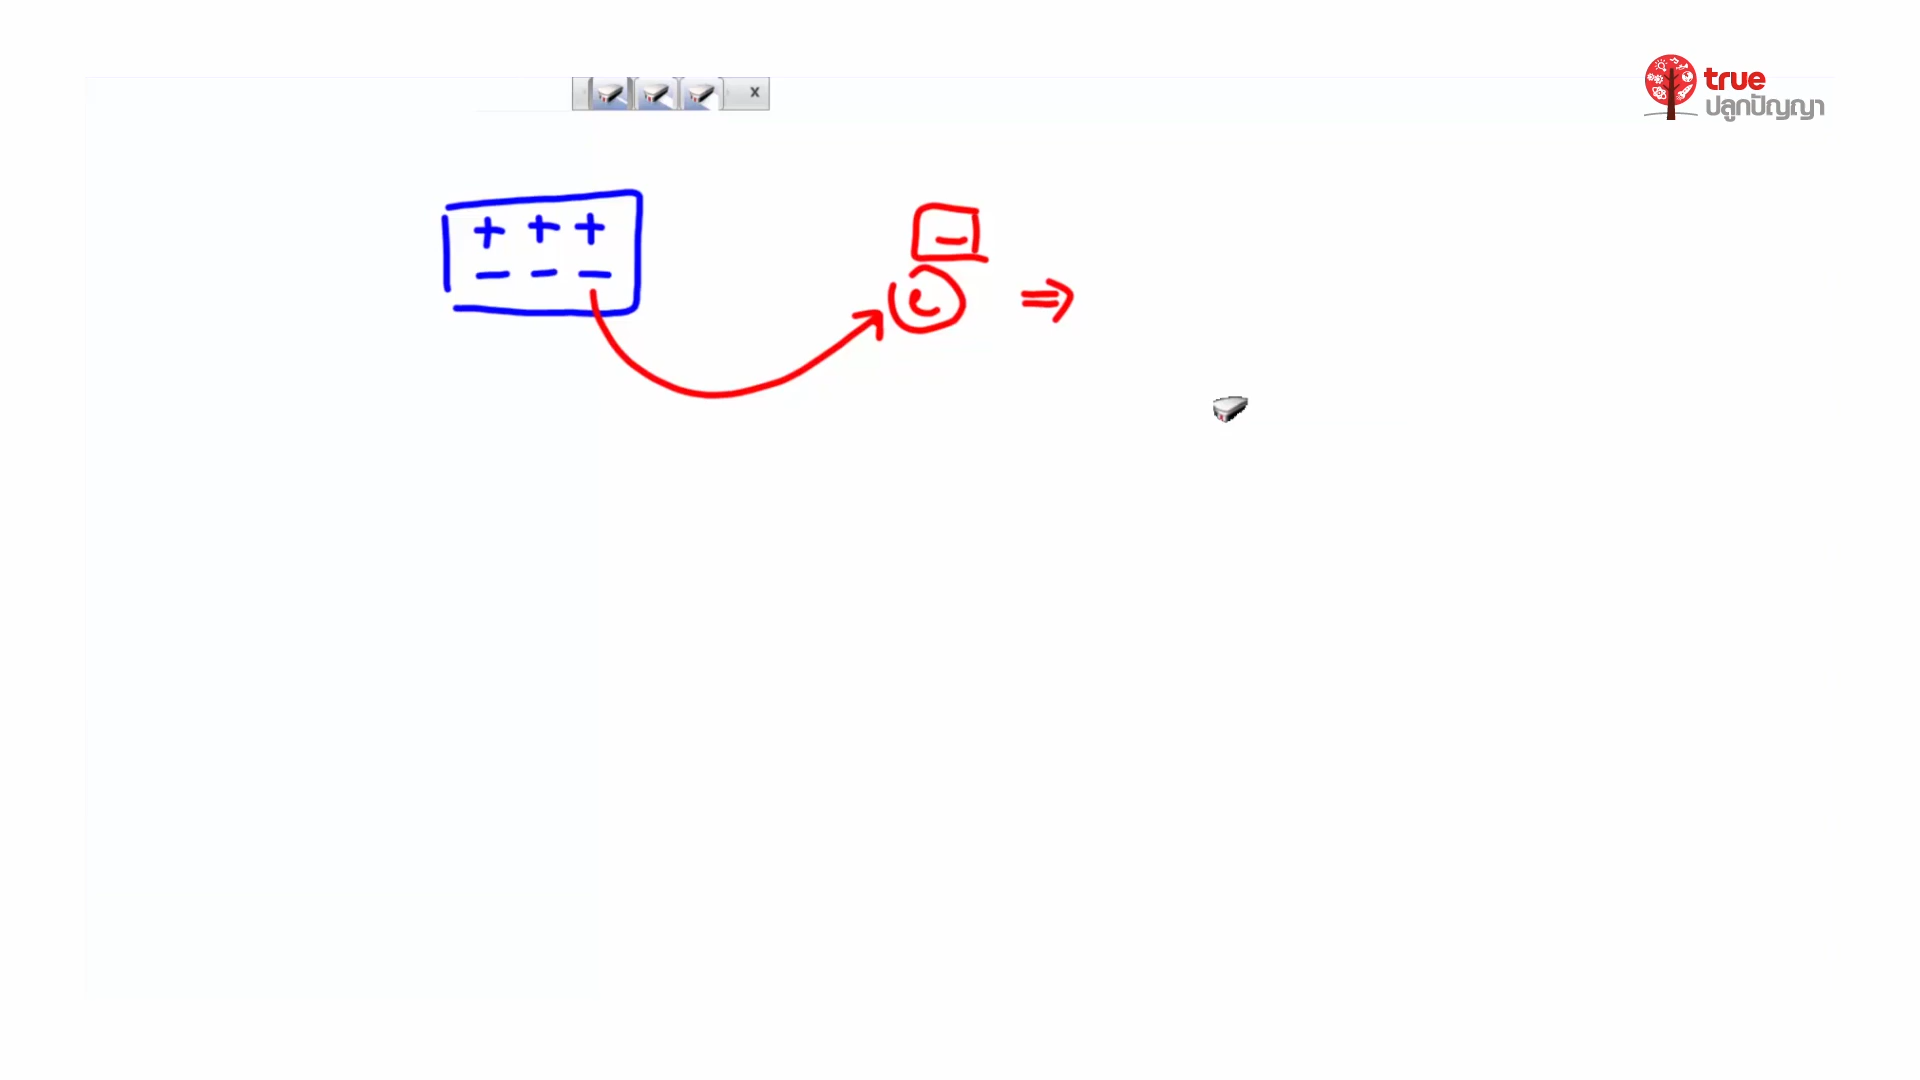 x
true
ปลูกปัญญา
+ + +
− − −
−
e ⇒